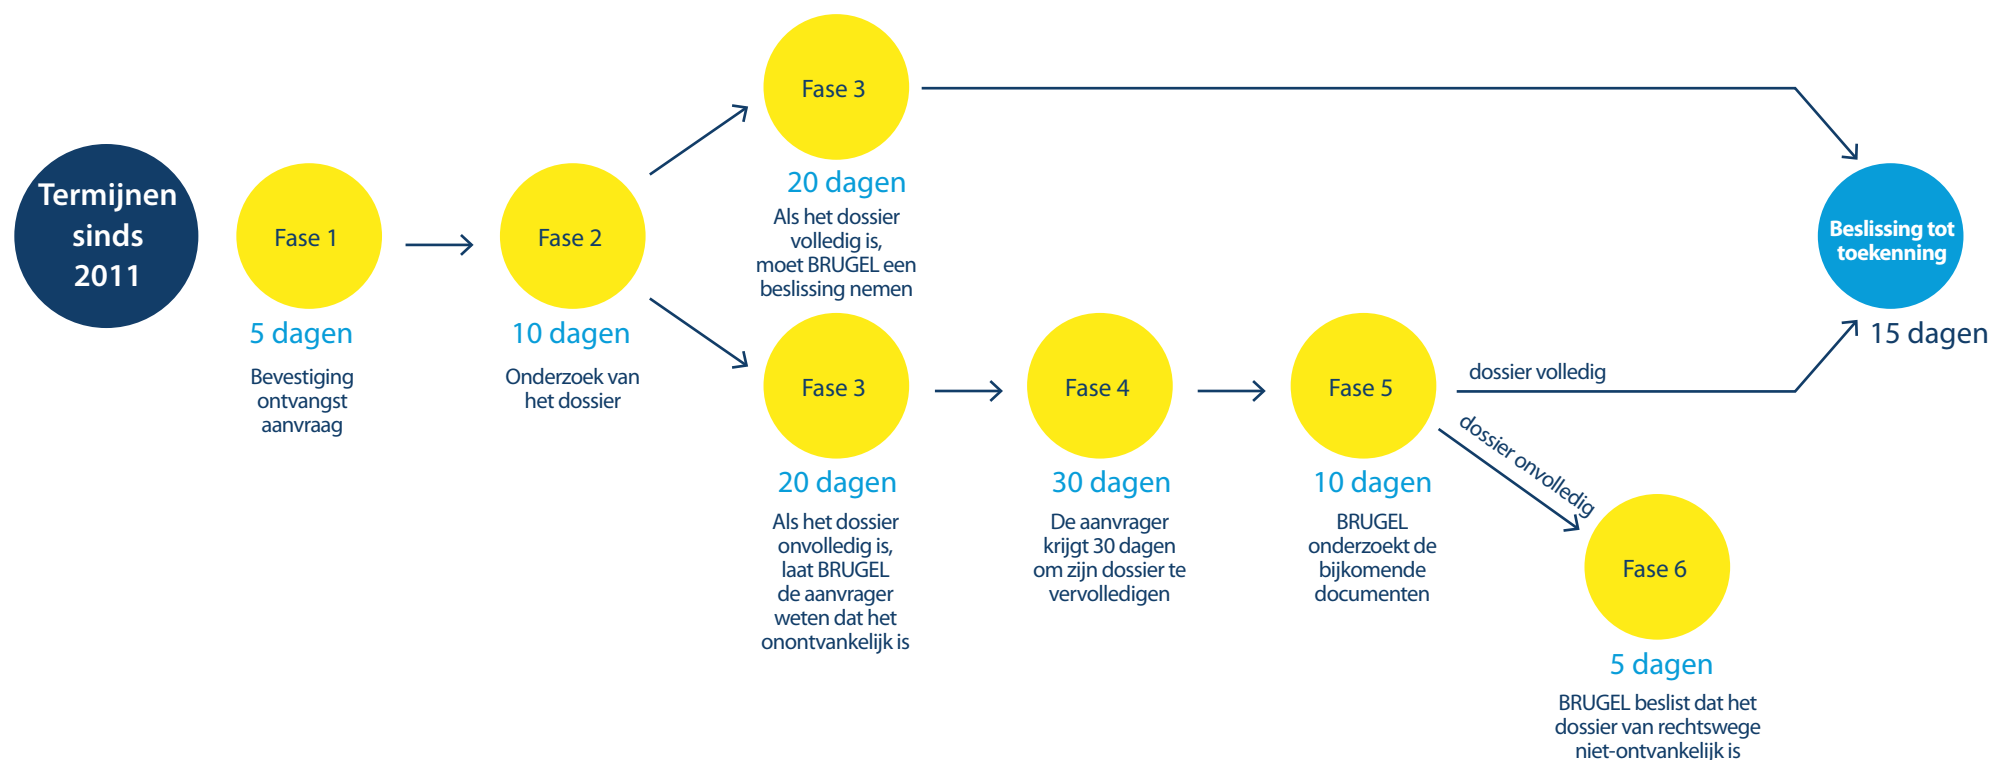 Termijnen
sinds
2011
Fase 1
5 dagen
Bevestiging
ontvangst
aanvraag
Fase 2
10 dagen
Onderzoek van
het dossier
Fase 3
20 dagen
Als het dossier
volledig is,
moet BRUGEL een
beslissing nemen
Fase 3
20 dagen
Als het dossier
onvolledig is,
laat BRUGEL
de aanvrager
weten dat het
onontvankelijk is
Fase 4
30 dagen
De aanvrager
krijgt 30 dagen
om zijn dossier te
vervolledigen
Fase 5
10 dagen
BRUGEL
onderzoekt de
bijkomende
documenten
dossier volledig
dossier onvolledig
Fase 6
5 dagen
BRUGEL beslist dat het
dossier van rechtswege
niet-ontvankelijk is
Beslissing tot
toekenning
15 dagen